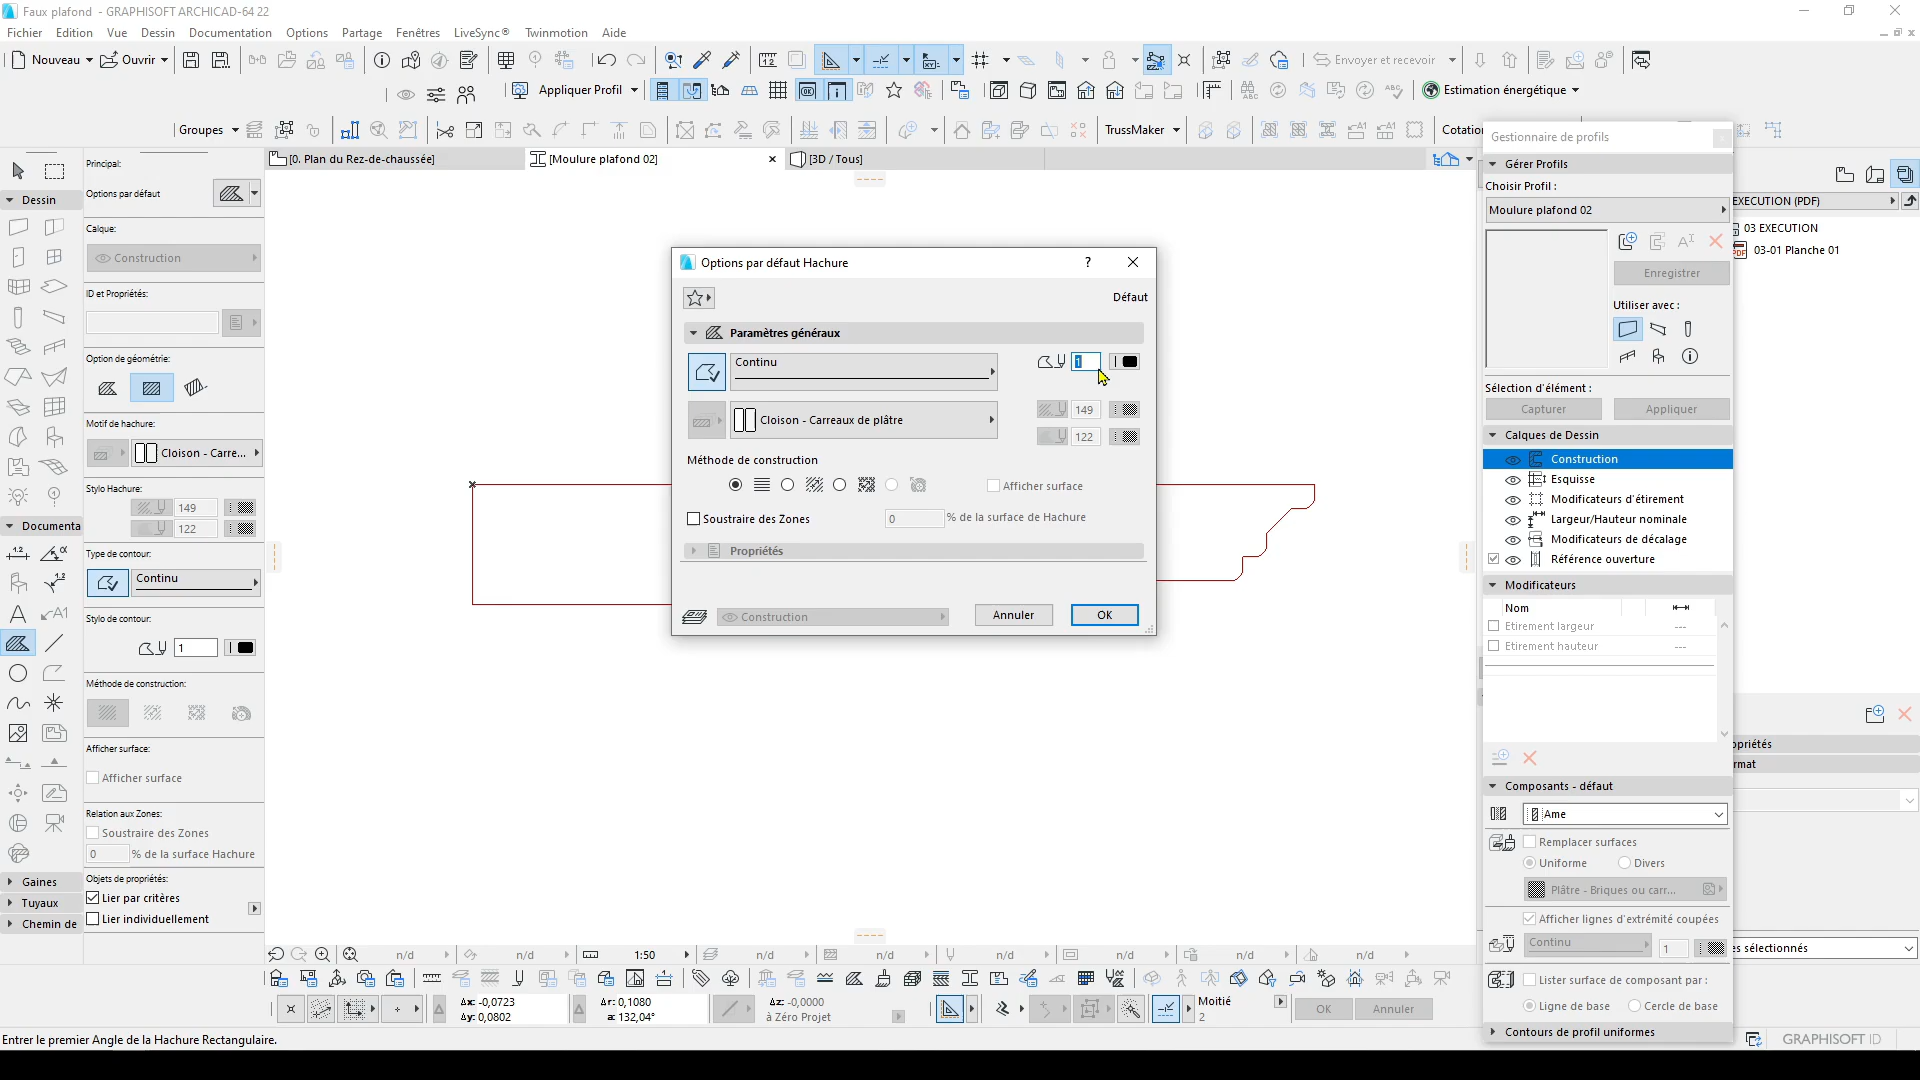 Faux plafond - GRAPHISOFT ARCHICAD-64 22
Fichier Edition Vue Dessin Documentation Options Partage Fenêtres LiveSync® Twinmotion Aide
Nouveau Ouvrir Envoyer et recevoir
Appliquer Profil Estimation énergétique
Groupes TrussMaker Cotation
[0. Plan du Rez-de-chaussée] [Moulure plafond 02] [3D / Tous]
Principal:
Options par défaut
Calque:
Construction
ID et Propriétés:
Option de géométrie:
Motif de hachure:
Cloison - Carre...
Stylo Hachure:
149
122
Type de contour:
Continu
Stylo de contour:
1
Méthode de construction:
Afficher surface:
Afficher surface
Relation aux Zones:
Soustraire des Zones
0 % de la surface Hachure
Objets de propriétés:
Lier par critères
Lier individuellement
Dessin
Documenta
Gaines
Tuyaux
Chemin de
Options par défaut Hachure
Défaut
Paramètres généraux
Continu
1
Cloison - Carreaux de plâtre
149
122
Méthode de construction
Afficher surface
Soustraire des Zones 0 % de la surface de Hachure
Propriétés
Construction Annuler OK
Gestionnaire de profils
Gérer Profils
Choisir Profil :
Moulure plafond 02
Enregistrer
Utiliser avec :
Sélection d'élément :
Capturer Appliquer
Calques de Dessin
Construction
Esquisse
Modificateurs d'étirement
Largeur/Hauteur nominale
Modificateurs de décalage
Référence ouverture
Modificateurs
Nom
Etirement largeur ---
Etirement hauteur ---
Composants - défaut
Ame
Remplacer surfaces
Uniforme Divers
Plâtre - Briques ou carr...
Afficher lignes d'extrémité coupées
Continu 1
Lister surface de composant par :
Ligne de base Cercle de base
Contours de profil uniformes
EXECUTION (PDF)
03 EXECUTION
03-01 Planche 01
opriétés
rmat
es sélectionnés
n/d n/d 1:50 n/d n/d n/d n/d n/d n/d
Δx: -0,0723
Δy: 0,0802
Δr: 0,1080
a: 132,04°
Δz: -0,0000
à Zéro Projet
Moitié
2
OK Annuler
Entrer le premier Angle de la Hachure Rectangulaire.
GRAPHISOFT ID